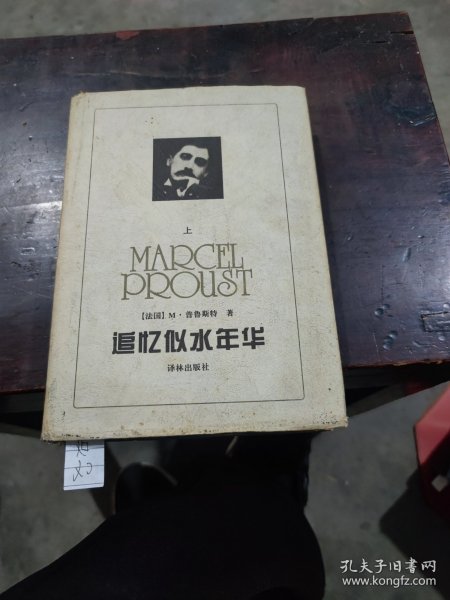 上
MARCEL
PROUST
【法国】M·普鲁斯特 著
追忆似水年华
译林出版社
孔夫子旧书网
www.kongfz.com